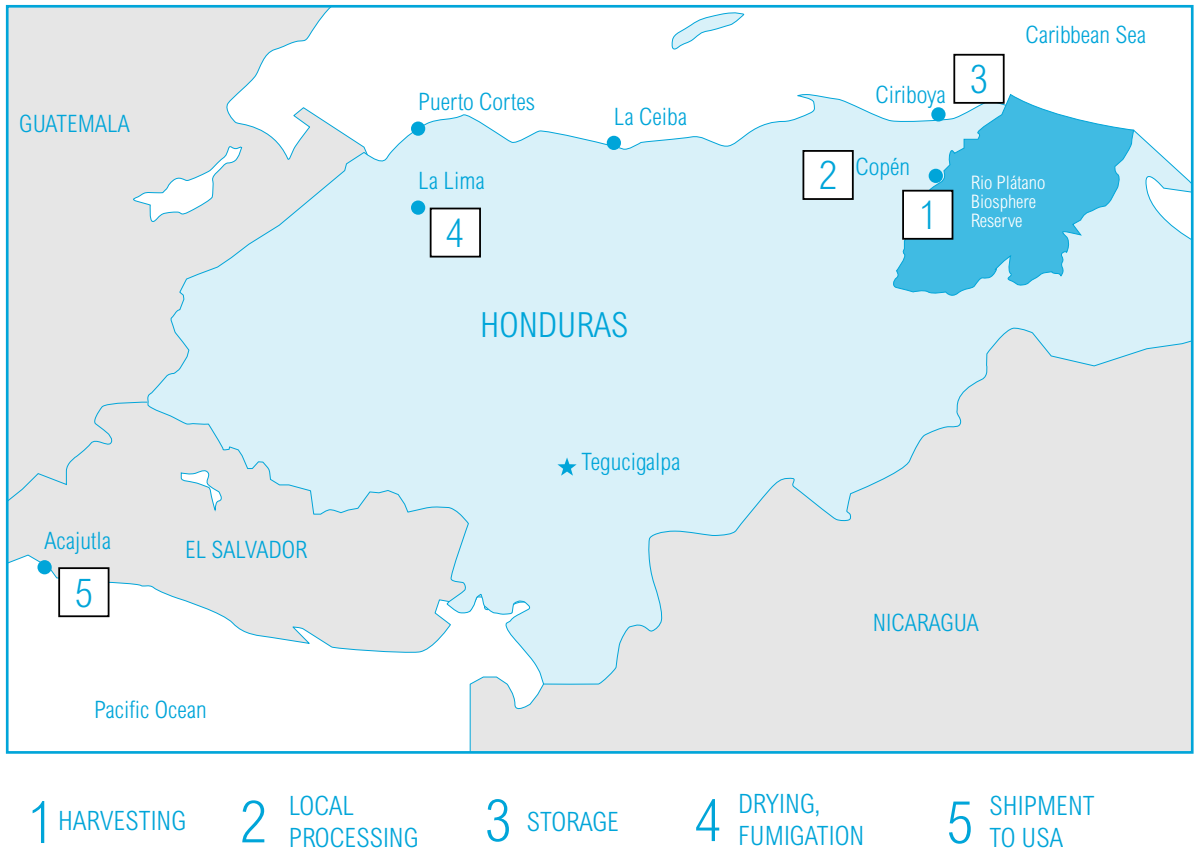 Caribbean Sea
3
Ciriboya
Puerto Cortes
La Ceiba
GUATEMALA
2
Copén
La Lima
Rio Plátano
Biosphere
Reserve
1
4
HONDURAS
Tegucigalpa
Acajutla
EL SALVADOR
5
NICARAGUA
Pacific Ocean
1 HARVESTING
2 LOCAL
PROCESSING
3 STORAGE
4 DRYING,
FUMIGATION
5 SHIPMENT
TO USA